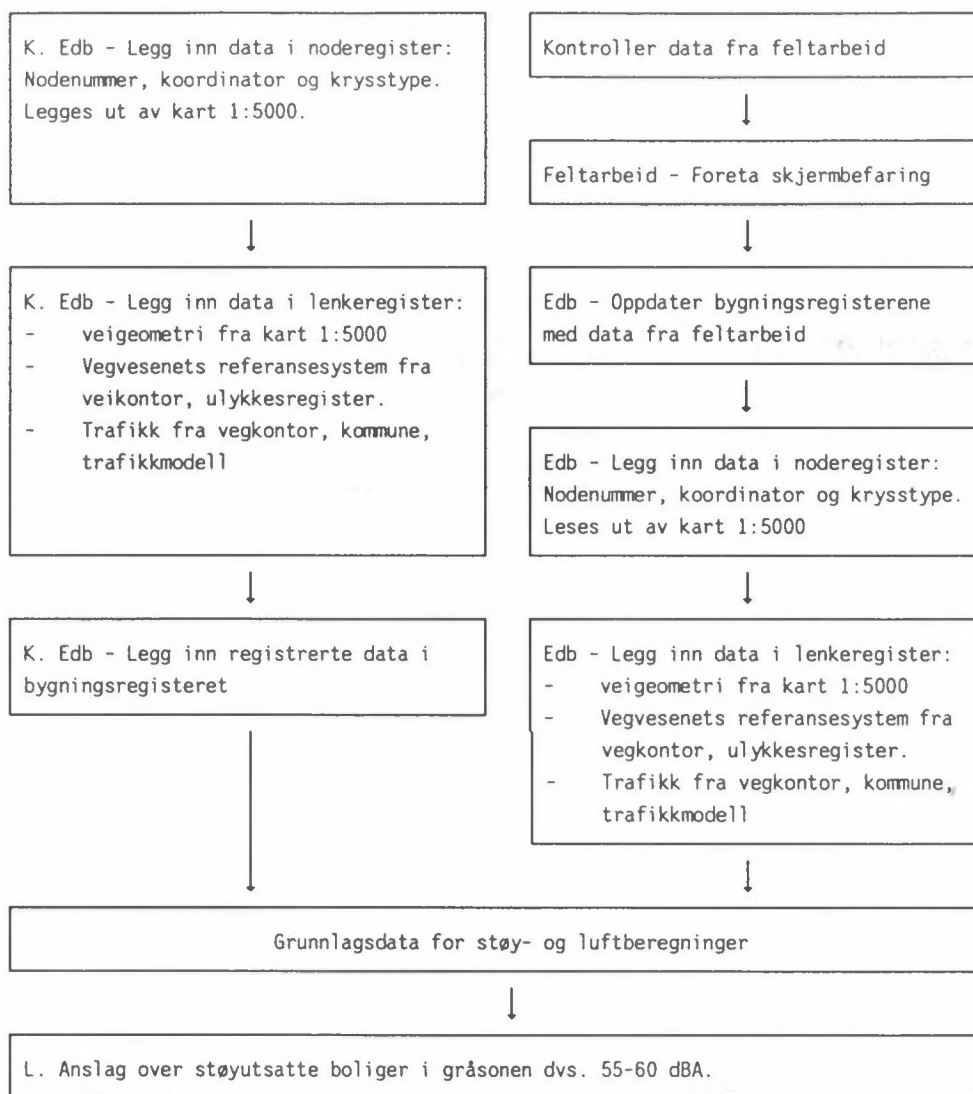 K. Edb - Legg inn data i noderegister:
Nodenummer, koordinator og krysstype.
Legges ut av kart 1:5000.
K. Edb - Legg inn data i lenkeregister:
- veigeometri fra kart 1:5000
- Vegvesenets referansesystem fra
veikontor, ulykkesregister.
- Trafikk fra vegkontor, kommune,
trafikkmodell
K. Edb - Legg inn registrerte data i
bygningsregisteret
Kontroller data fra feltarbeid
Feltarbeid - Foreta skjermbefaring
Edb - Oppdater bygningsregisterene
med data fra feltarbeid
Edb - Legg inn data i noderegister:
Nodenummer, koordinator og krysstype.
Leses ut av kart 1:5000
Edb - Legg inn data i lenkeregister:
- veigeometri fra kart 1:5000
- Vegvesenets referansesystem fra
vegkontor, ulykkesregister.
- Trafikk fra vegkontor, kommune,
trafikkmodell
Grunnlagsdata for støy- og luftberegninger
L. Anslag over støyutsatte boliger i gråsonen dvs. 55-60 dBA.